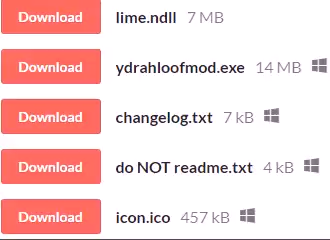 Download lime.ndll 7 MB
Download ydrahloofmod.exe 14 MB
Download changelog.txt 7 kB
Download do NOT readme.txt 4 kB
Download icon.ico 457 kB